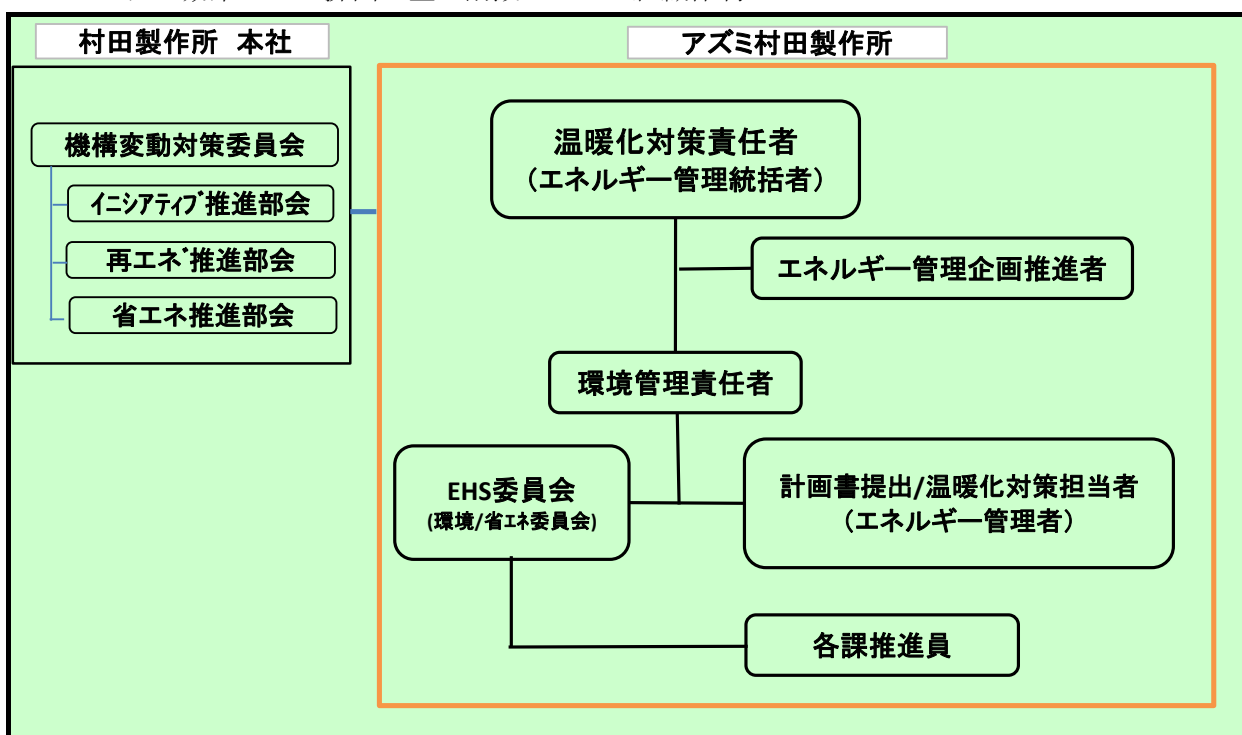 村田製作所 本社
アズミ村田製作所
機構変動対策委員会
ｲﾆｼｱﾃｨﾌﾞ推進部会
再エネ゙推進部会
省エネ推進部会
温暖化対策責任者
（エネルギー管理統括者）
エネルギー管理企画推進者
環境管理責任者
EHS委員会
(環境/省ｴﾈ委員会)
計画書提出/温暖化対策担当者
（エネルギー管理者）
各課推進員